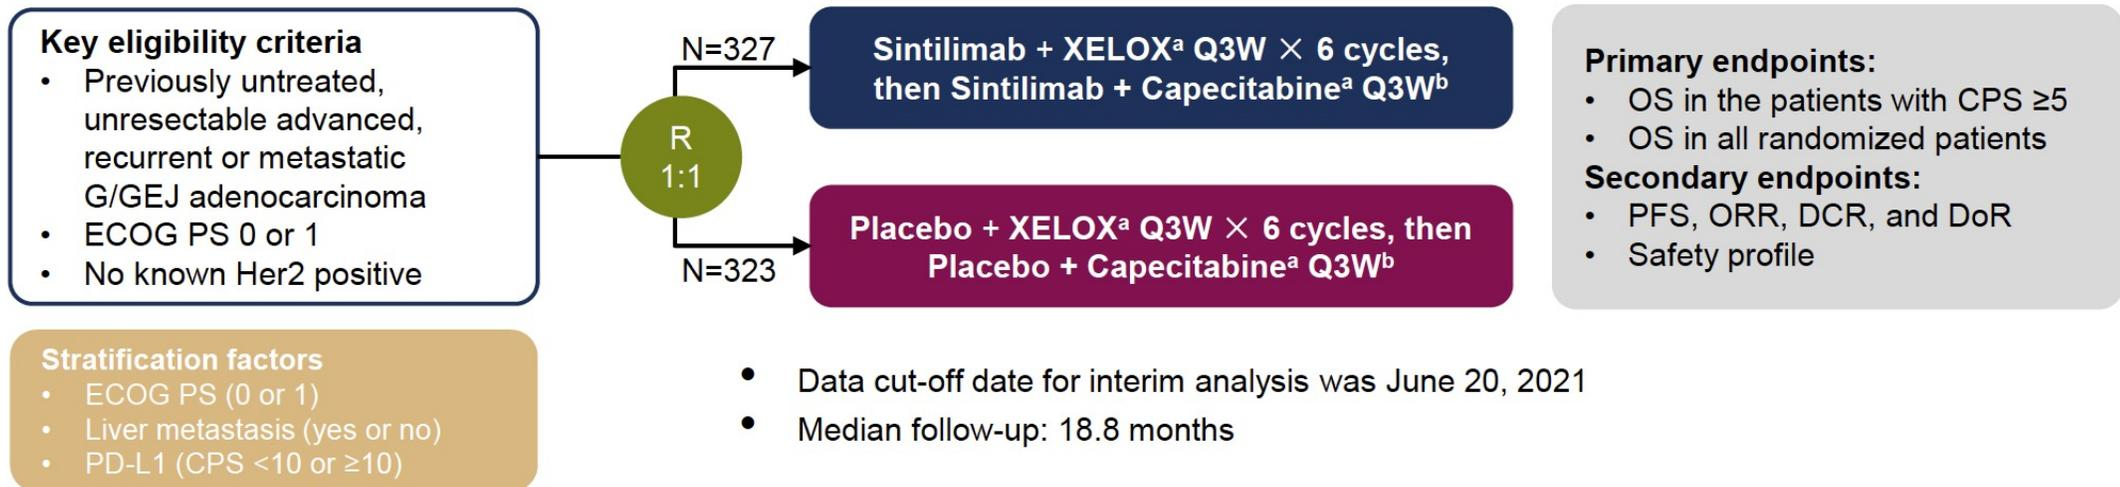 Key eligibility criteria
• Previously untreated,
unresectable advanced,
recurrent or metastatic
G/GEJ adenocarcinoma
• ECOG PS 0 or 1
• No known Her2 positive
Stratification factors
• ECOG PS (0 or 1)
• Liver metastasis (yes or no)
• PD-L1 (CPS <10 or ≥10)
R
1:1
N=327
Sintilimab + XELOXᵃ Q3W × 6 cycles,
then Sintilimab + Capecitabineᵃ Q3Wᵇ
N=323
Placebo + XELOXᵃ Q3W × 6 cycles, then
Placebo + Capecitabineᵃ Q3Wᵇ
• Data cut-off date for interim analysis was June 20, 2021
• Median follow-up: 18.8 months
Primary endpoints:
• OS in the patients with CPS ≥5
• OS in all randomized patients
Secondary endpoints:
• PFS, ORR, DCR, and DoR
• Safety profile